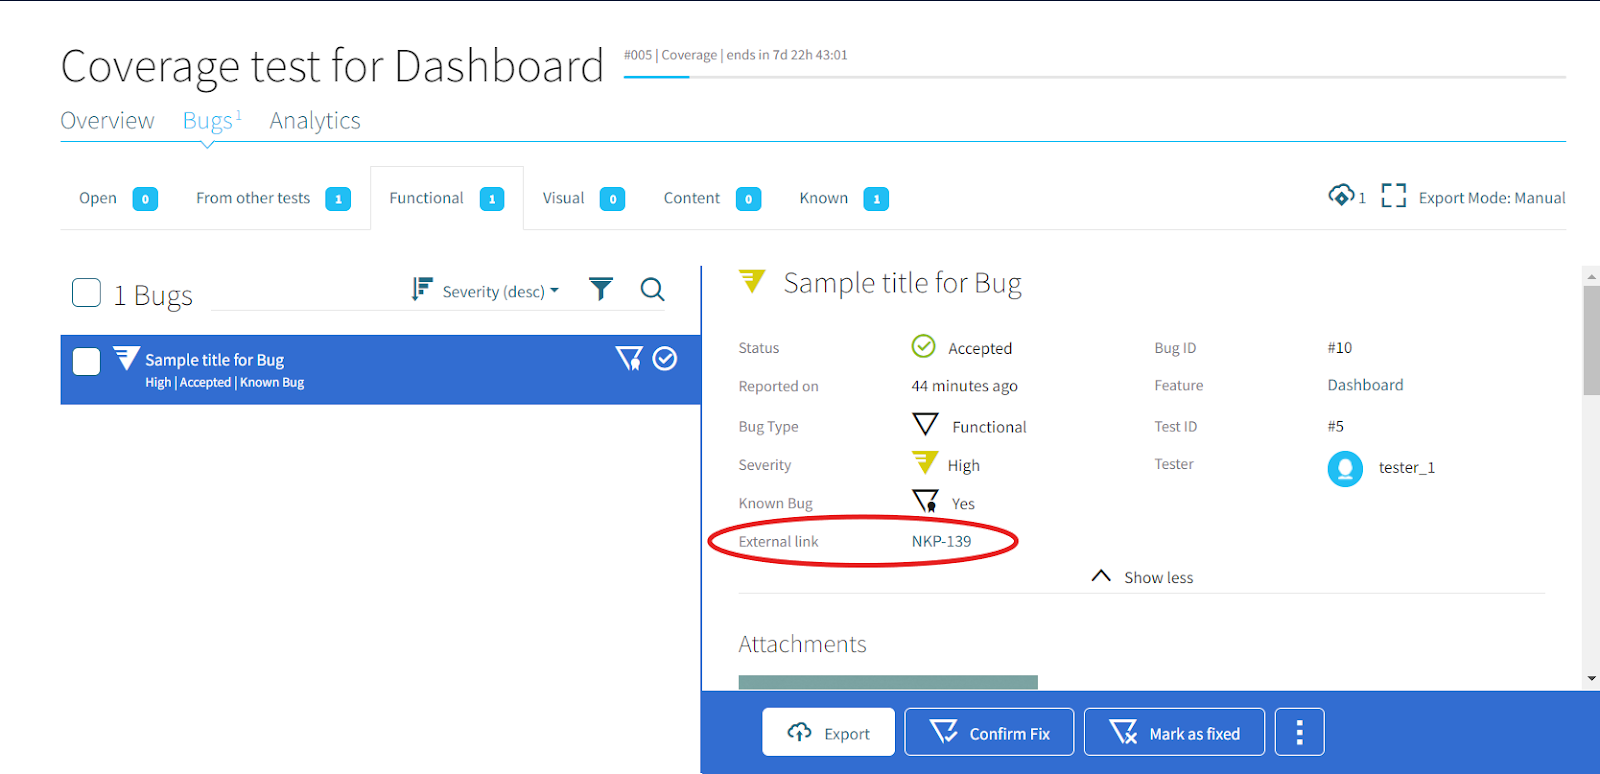 Coverage test for Dashboard
#005 | Coverage | ends in 7d 22h 43:01
Overview Bugs 1 Analytics
Open 0 From other tests 1 Functional 1 Visual 0 Content 0 Known 1
1 Export Mode: Manual
1 Bugs Severity (desc)
Sample title for Bug
High | Accepted | Known Bug
Sample title for Bug
Status Accepted Bug ID #10
Reported on 44 minutes ago Feature Dashboard
Bug Type Functional Test ID #5
Severity High Tester tester_1
Known Bug Yes
External link NKP-139
Show less
Attachments
Export Confirm Fix Mark as fixed